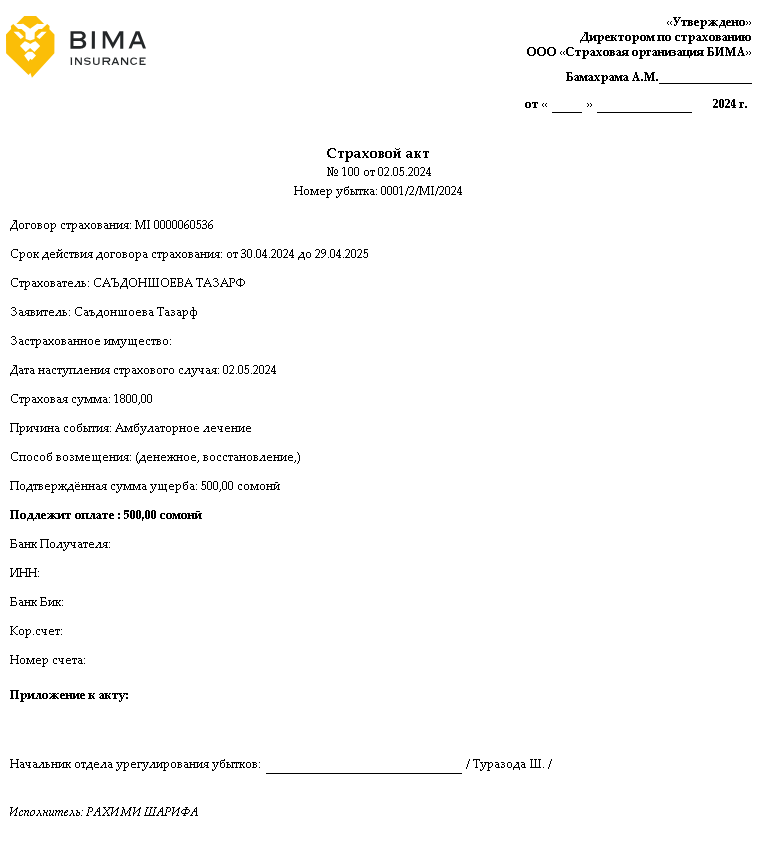 BIMA
INSURANCE
«Утверждено»
Директором по страхованию
ООО «Страховая организация БИМА»
Бамахрама А.М._______________
от « _____ » ________________ 2024 г.
Страховой акт
№ 100 от 02.05.2024
Номер убытка: 0001/2/MI/2024
Договор страхования: MI 0000060536
Срок действия договора страхования: от 30.04.2024 до 29.04.2025
Страхователь: САЪДОНШОЕВА ТАЗАРФ
Заявитель: Саъдоншоева Тазарф
Застрахованное имущество:
Дата наступления страхового случая: 02.05.2024
Страховая сумма: 1800,00
Причина события: Амбулаторное лечение
Способ возмещения: (денежное, восстановление,)
Подтверждённая сумма ущерба: 500,00 сомонӣ
Подлежит оплате : 500,00 сомонӣ
Банк Получателя:
ИНН:
Банк Бик:
Кор.счет:
Номер счета:
Приложение к акту:
Начальник отдела урегулирования убытков: ________________________________ / Туразода Ш. /
Исполнитель: РАХИМИ ШАРИФА